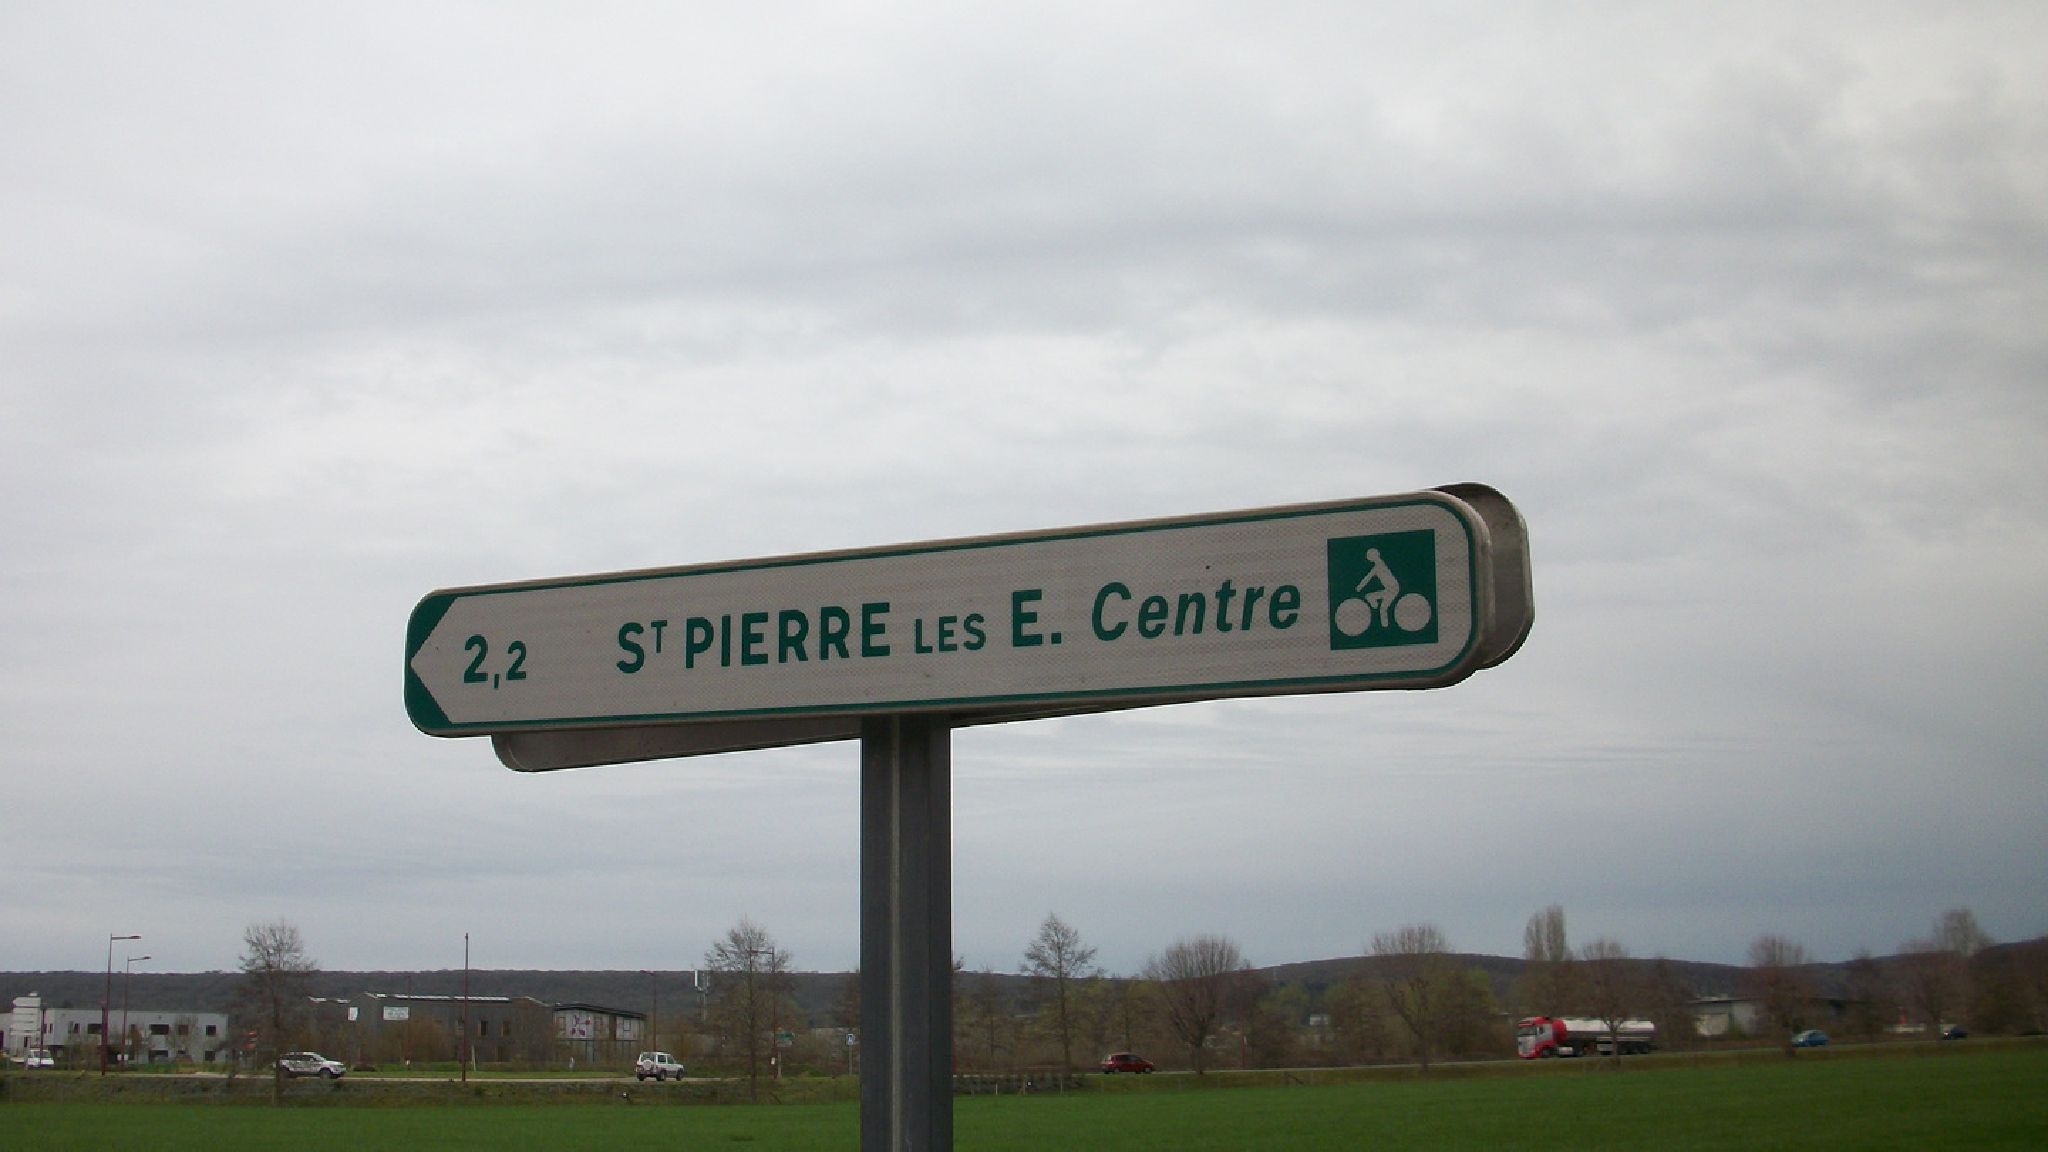 2,2 ST PIERRE LES E. Centre